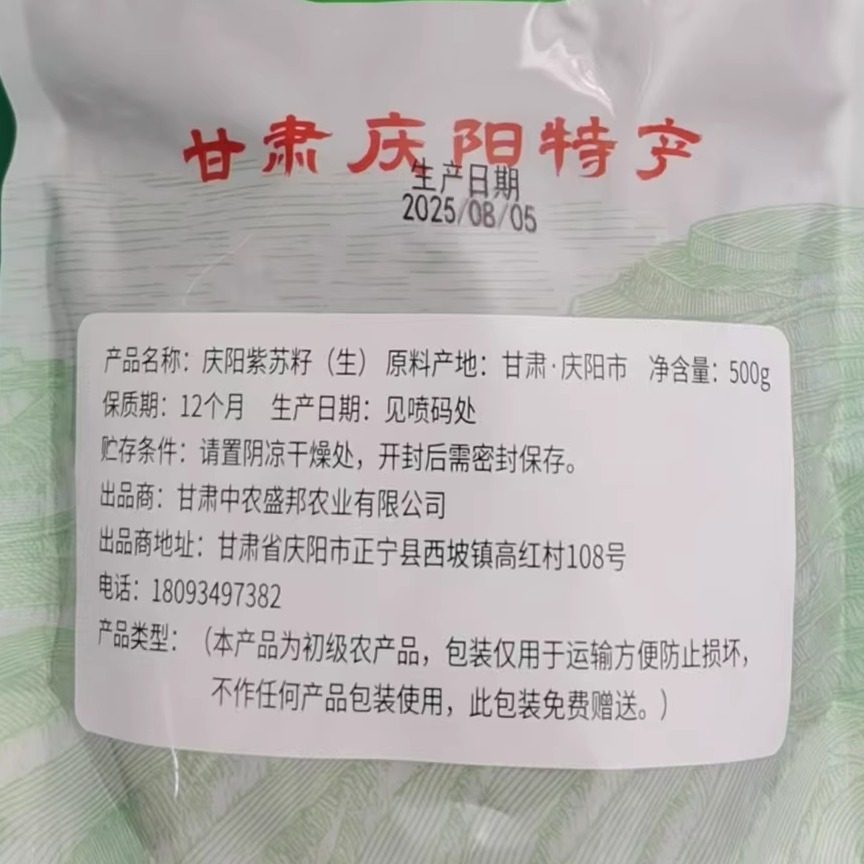 甘肃庆阳特产
生产日期
2025/08/05
产品名称：庆阳紫苏籽（生） 原料产地：甘肃·庆阳市 净含量：500g
保质期：12个月 生产日期：见喷码处
贮存条件：请置阴凉干燥处，开封后需密封保存。
出品商：甘肃中农盛邦农业有限公司
出品商地址：甘肃省庆阳市正宁县西坡镇高红村108号
电话：18093497382
产品类型：（本产品为初级农产品，包装仅用于运输方便防止损坏，
不作任何产品包装使用，此包装免费赠送。）